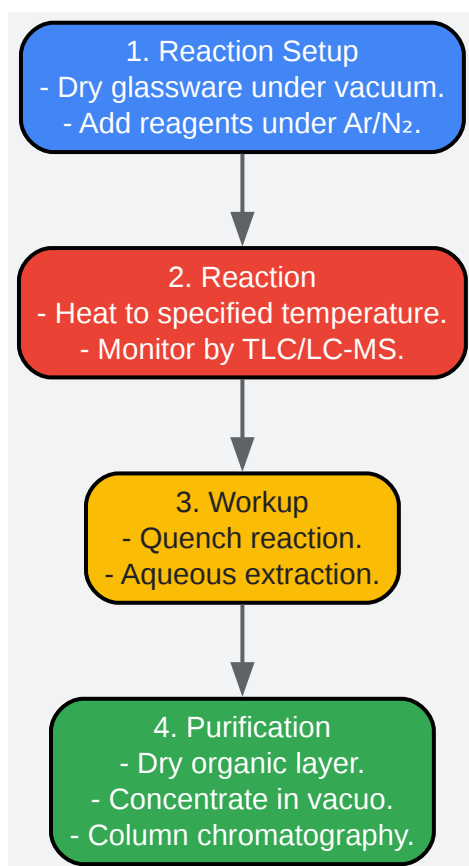 1. Reaction Setup
- Dry glassware under vacuum.
- Add reagents under Ar/N₂.
2. Reaction
- Heat to specified temperature.
- Monitor by TLC/LC-MS.
3. Workup
- Quench reaction.
- Aqueous extraction.
4. Purification
- Dry organic layer.
- Concentrate in vacuo.
- Column chromatography.